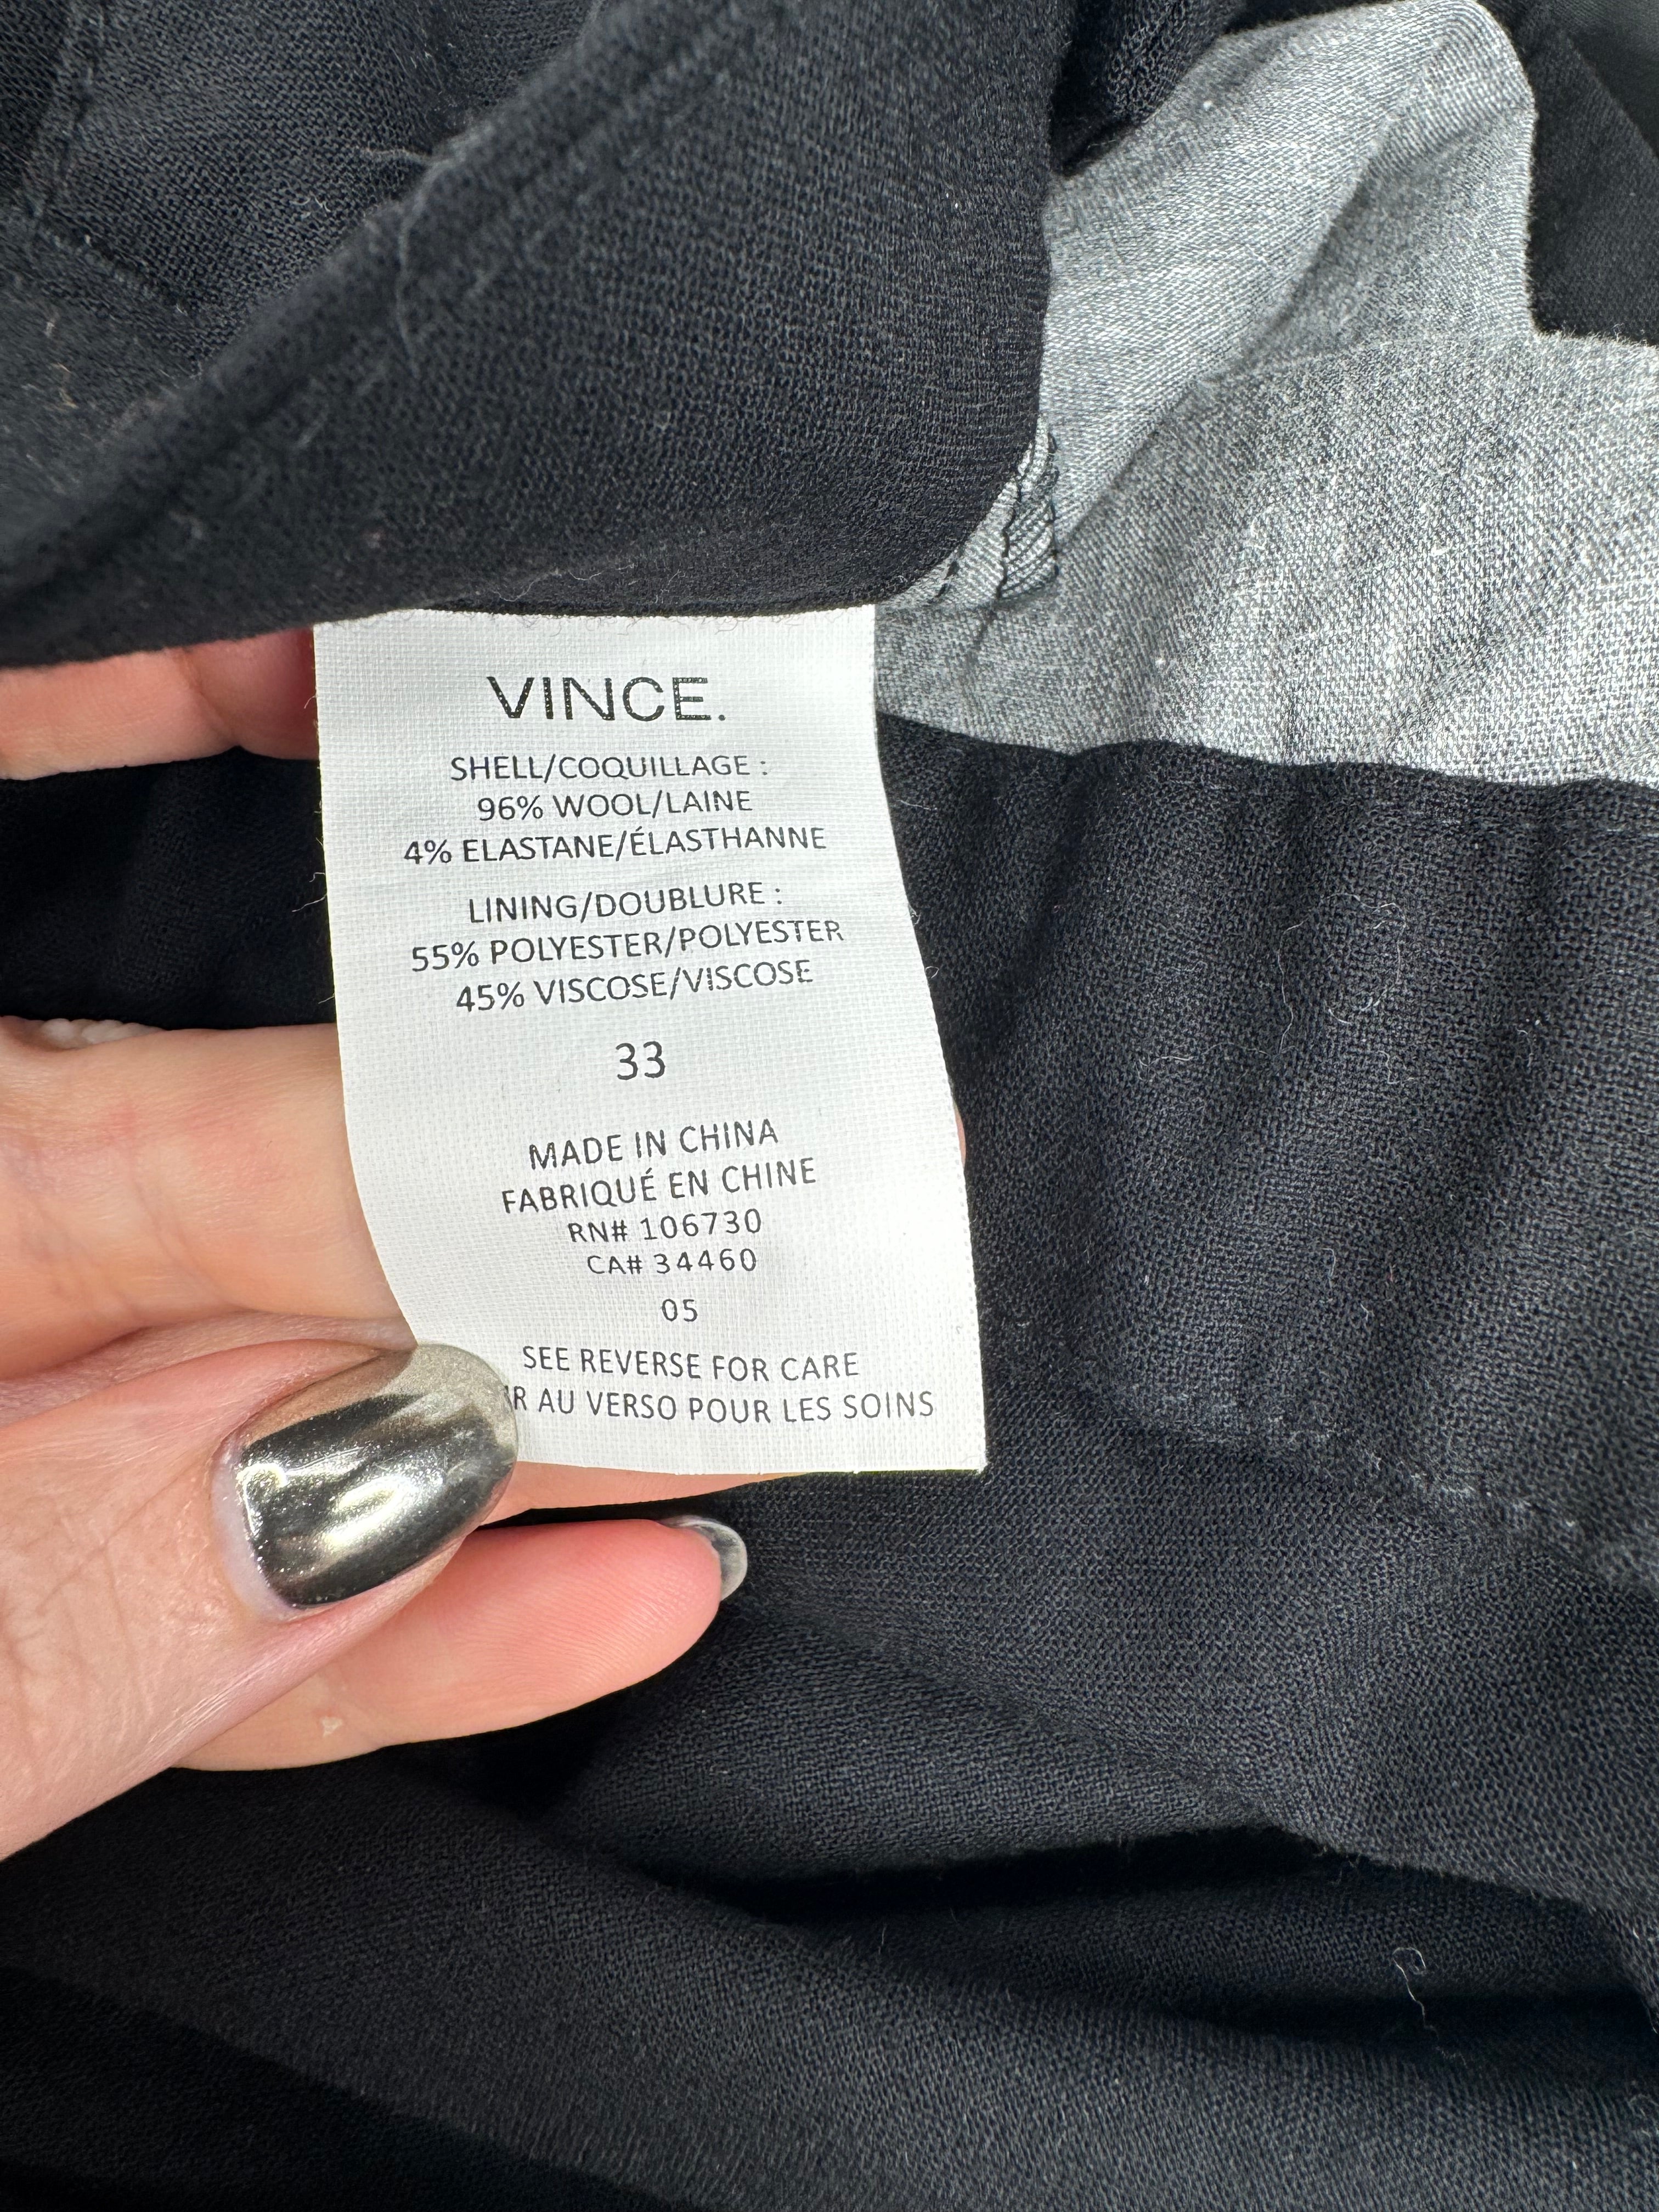 VINCE.
SHELL/COQUILLAGE :
96% WOOL/LAINE
4% ELASTANE/ÉLASTHANNE
LINING/DOUBLURE :
55% POLYESTER/POLYESTER
45% VISCOSE/VISCOSE
33
MADE IN CHINA
FABRIQUÉ EN CHINE
RN# 106730
CA# 34460
05
SEE REVERSE FOR CARE
AU VERSO POUR LES SOINS